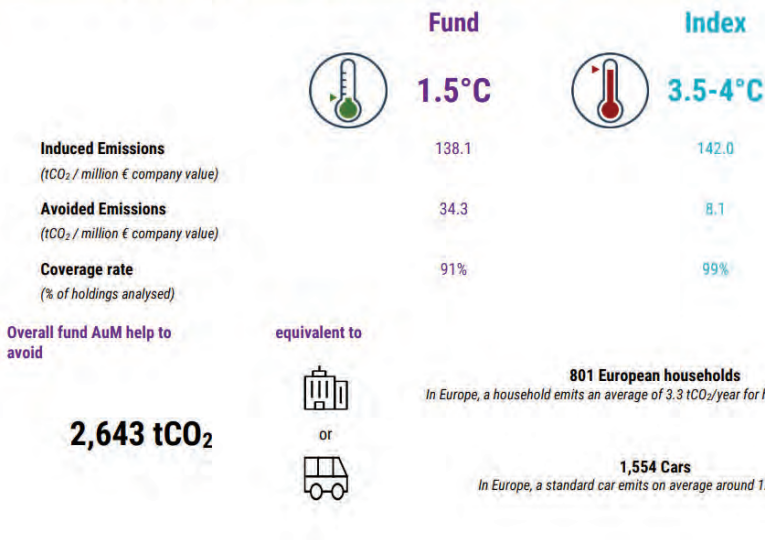 Fund Index
1.5°C 3.5-4°C
Induced Emissions 138.1 142.0
(tCO₂ / million € company value)
Avoided Emissions 34.3 8.1
(tCO₂ / million € company value)
Coverage rate 91% 99%
(% of holdings analysed)
Overall fund AuM help to
avoid
equivalent to
801 European households
In Europe, a household emits an average of 3.3 tCO₂/year for
2,643 tCO₂
or
1,554 Cars
In Europe, a standard car emits on average around